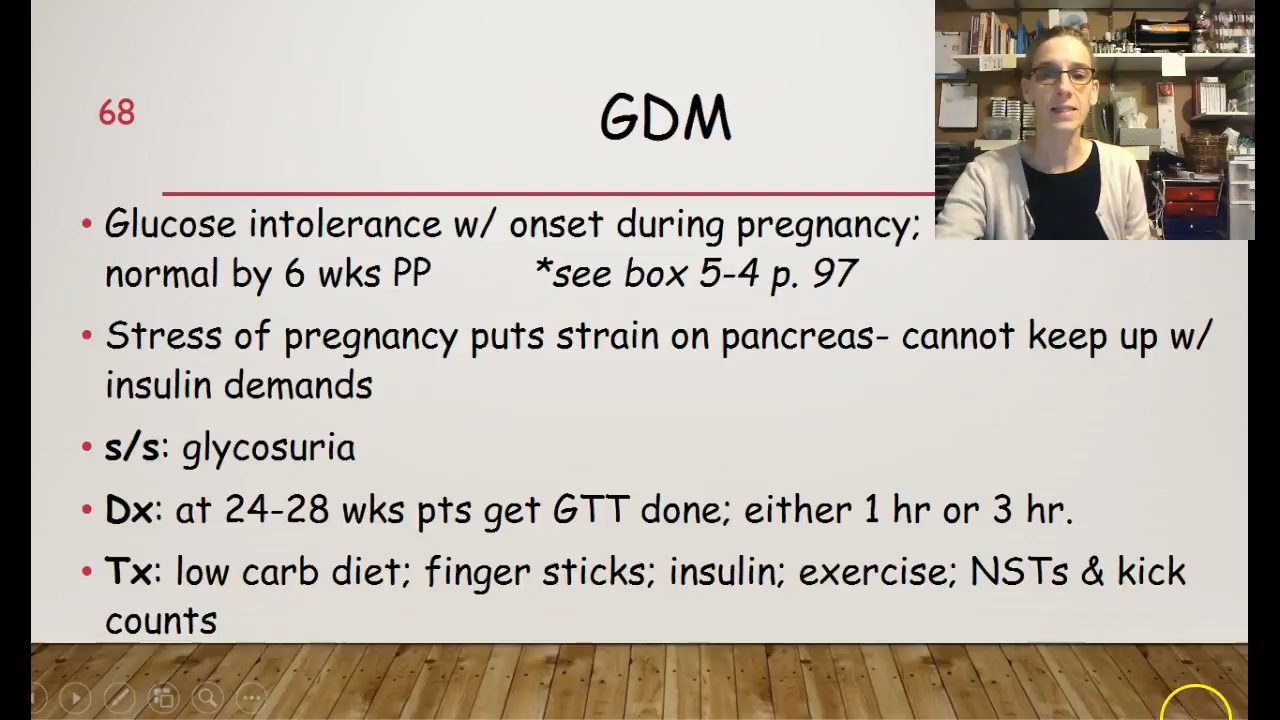 68
GDM
• Glucose intolerance w/ onset during pregnancy;
normal by 6 wks PP *see box 5-4 p. 97
• Stress of pregnancy puts strain on pancreas- cannot keep up w/
insulin demands
• s/s: glycosuria
• Dx: at 24-28 wks pts get GTT done; either 1 hr or 3 hr.
• Tx: low carb diet; finger sticks; insulin; exercise; NSTs & kick
counts